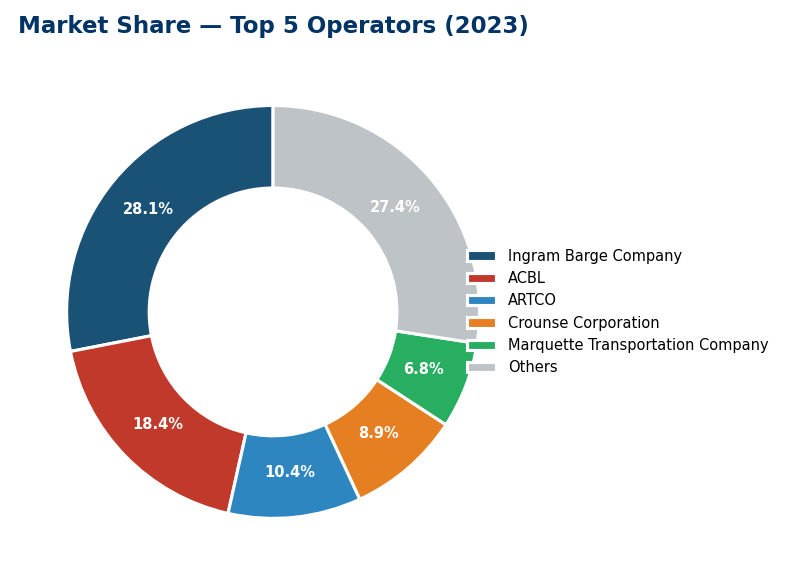 Market Share — Top 5 Operators (2023)
28.1%
27.4%
18.4%
10.4%
8.9%
6.8%
Ingram Barge Company
ACBL
ARTCO
Crounse Corporation
Marquette Transportation Company
Others